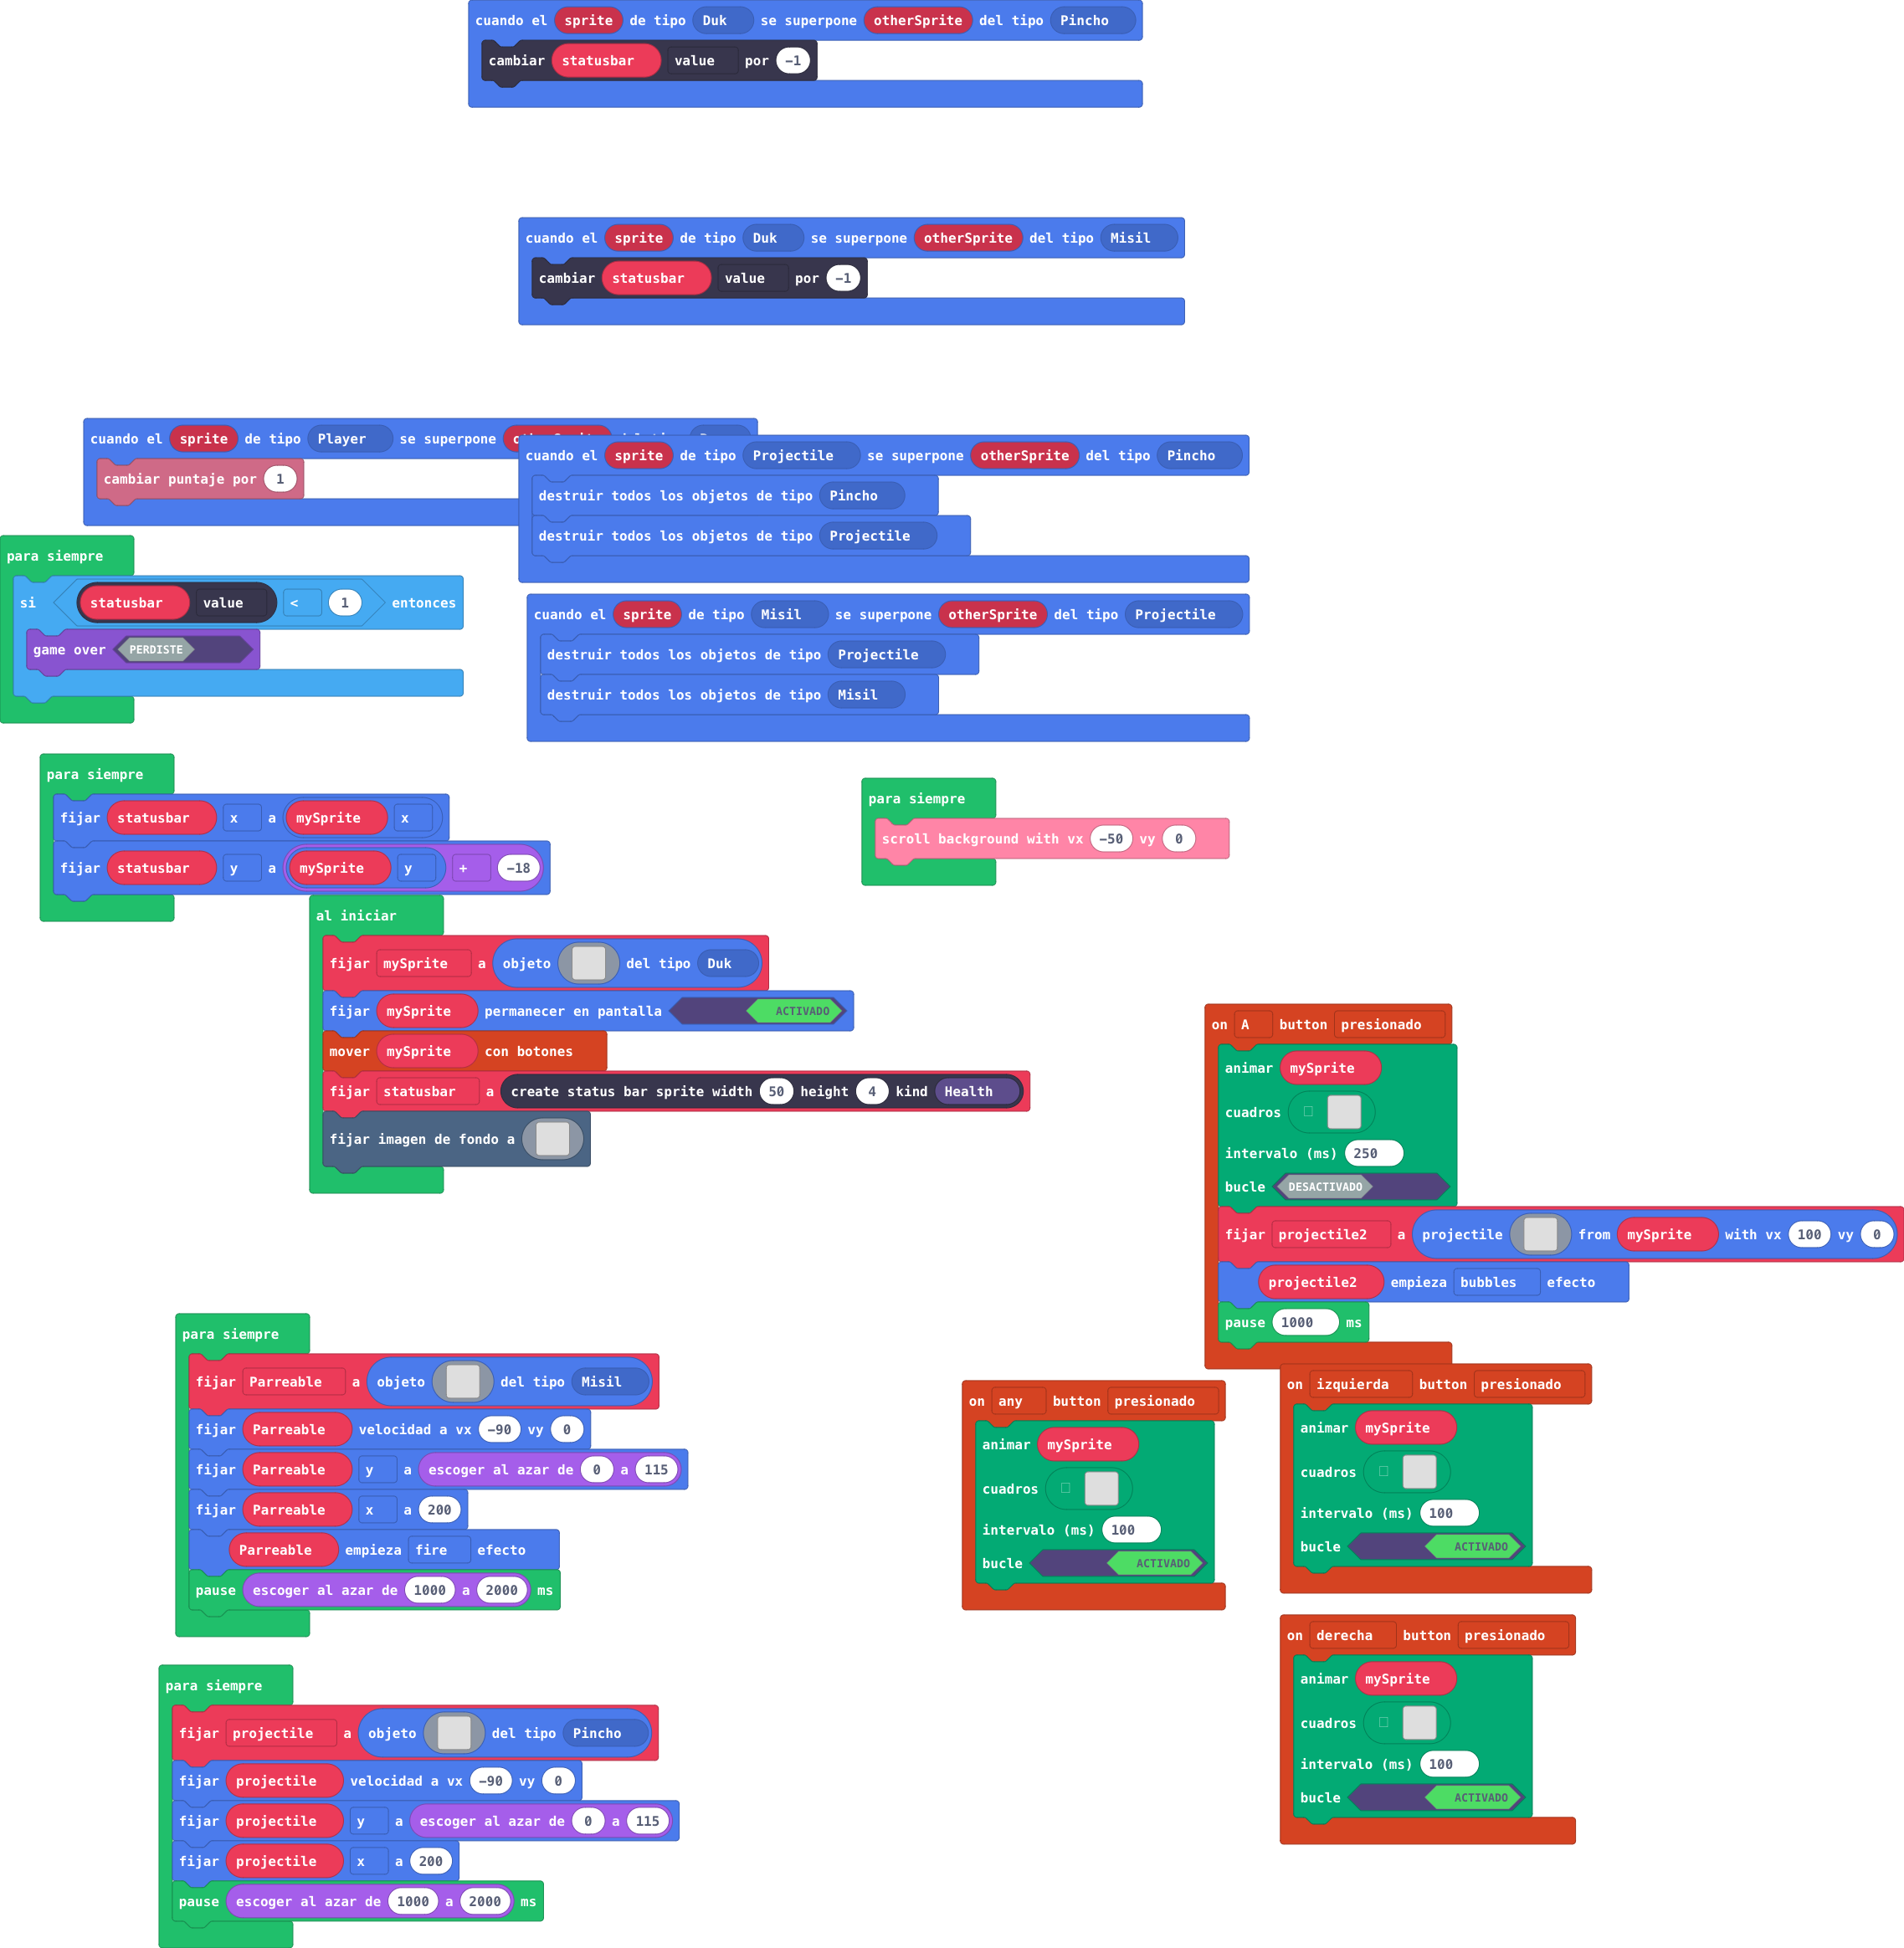 cuando el sprite de tipo Duk se superpone otherSprite del tipo Pincho
cambiar statusbar value por -1
cuando el sprite de tipo Duk se superpone otherSprite del tipo Misil
cambiar statusbar value por -1
cuando el sprite de tipo Player se superpone
cambiar puntaje por 1
cuando el sprite de tipo Projectile se superpone otherSprite del tipo Pincho
destruir todos los objetos de tipo Pincho
destruir todos los objetos de tipo Projectile
para siempre
si statusbar value < 1 entonces
game over PERDISTE
cuando el sprite de tipo Misil se superpone otherSprite del tipo Projectile
destruir todos los objetos de tipo Projectile
destruir todos los objetos de tipo Misil
para siempre
fijar statusbar x a mySprite x
fijar statusbar y a mySprite y + -18
para siempre
scroll background with vx -50 vy 0
al iniciar
fijar mySprite a objeto del tipo Duk
fijar mySprite permanecer en pantalla ACTIVADO
mover mySprite con botones
fijar statusbar a create status bar sprite width 50 height 4 kind Health
fijar imagen de fondo a
on A button presionado
animar mySprite
cuadros
intervalo (ms) 250
bucle DESACTIVADO
fijar projectile2 a projectile from mySprite with vx 100 vy 0
projectile2 empieza bubbles efecto
pause 1000 ms
para siempre
fijar Parreable a objeto del tipo Misil
fijar Parreable velocidad a vx -90 vy 0
fijar Parreable y a escoger al azar de 0 a 115
fijar Parreable x a 200
Parreable empieza fire efecto
pause escoger al azar de 1000 a 2000 ms
on any button presionado
animar mySprite
cuadros
intervalo (ms) 100
bucle ACTIVADO
on izquierda button presionado
animar mySprite
cuadros
intervalo (ms) 100
bucle ACTIVADO
on derecha button presionado
animar mySprite
cuadros
intervalo (ms) 100
bucle ACTIVADO
para siempre
fijar projectile a objeto del tipo Pincho
fijar projectile velocidad a vx -90 vy 0
fijar projectile y a escoger al azar de 0 a 115
fijar projectile x a 200
pause escoger al azar de 1000 a 2000 ms